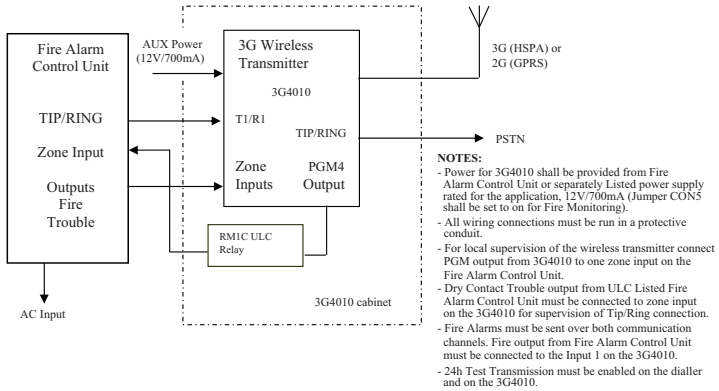 Fire Alarm
Control Unit
TIP/RING
Zone Input
Outputs
Fire
Trouble
AC Input
AUX Power
(12V/700mA)
3G Wireless
Transmitter
3G4010
T1/R1
TIP/RING
Zone
Inputs
PGM4
Output
RM1C ULC
Relay
3G4010 cabinet
3G (HSPA) or
2G (GPRS)
PSTN
NOTES:
- Power for 3G4010 shall be provided from Fire
Alarm Control Unit or separately Listed power supply
rated for the application, 12V/700mA (Jumper CON5
shall be set to on for Fire Monitoring).
- All wiring connections must be run in a protective
conduit.
- For local supervision of the wireless transmitter connect
PGM output from 3G4010 to one zone input on the
Fire Alarm Control Unit.
- Dry Contact Trouble output from ULC Listed Fire
Alarm Control Unit must be connected to zone input
on the 3G4010 for supervision of Tip/Ring connection.
- Fire Alarms must be sent over both communication
channels. Fire output from Fire Alarm Control Unit
must be connected to the Input 1 on the 3G4010.
- 24h Test Transmission must be enabled on the dialler
and on the 3G4010.